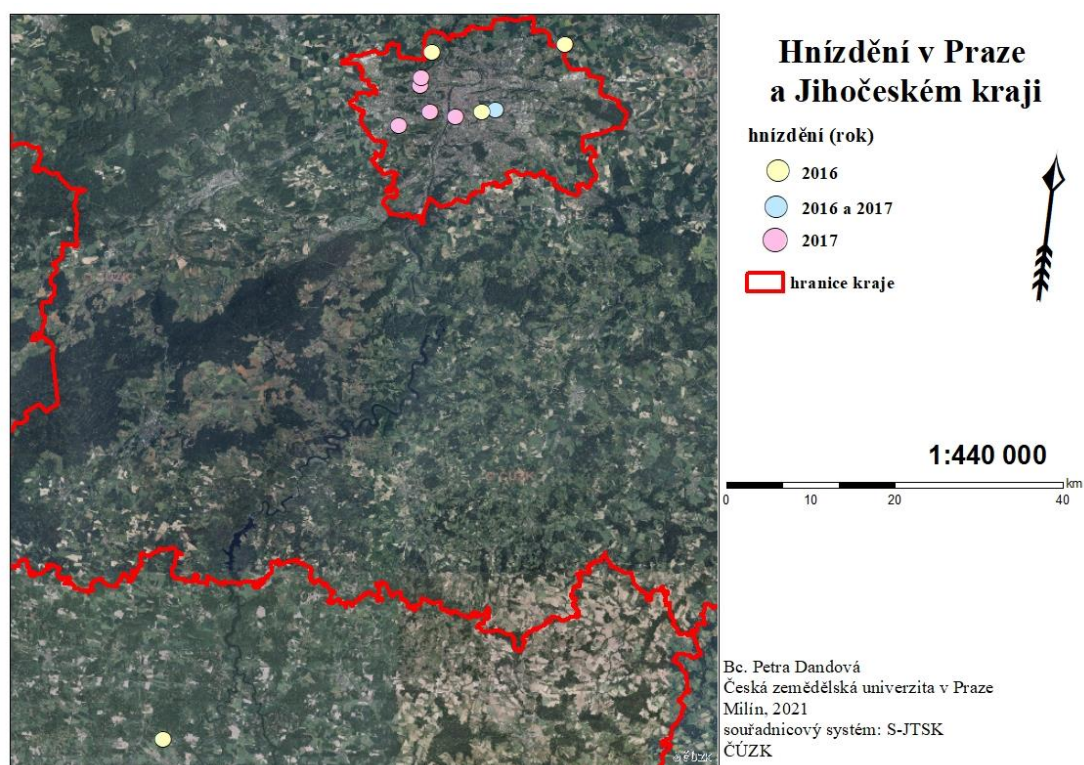 Hnízdění v Praze
a Jihočeském kraji
hnízdění (rok)
2016
2016 a 2017
2017
hranice kraje
1:440 000
km
0 10 20 40
Bc. Petra Dandová
Česká zemědělská univerzita v Praze
Milín, 2021
souřadnicový systém: S-JTSK
ČÚZK
© ČÚZK